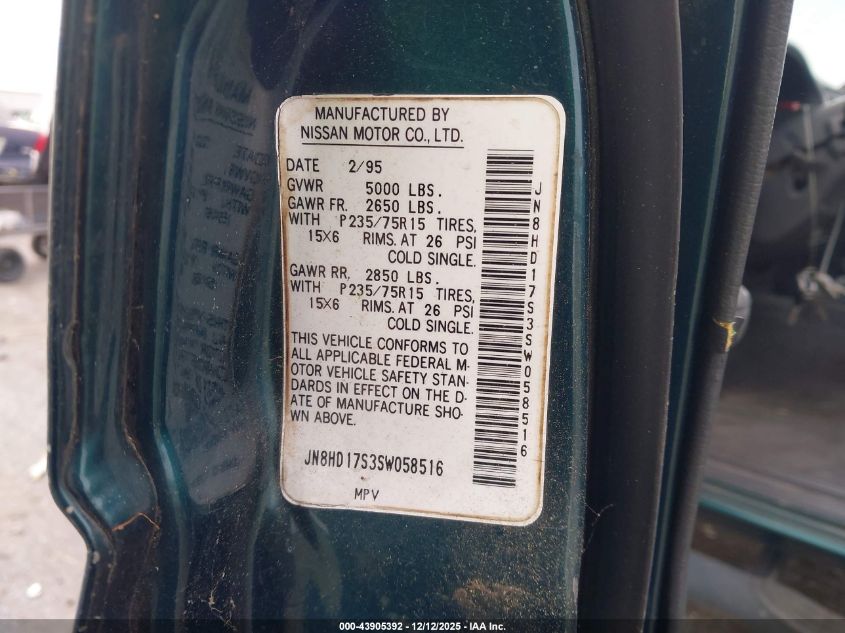 MANUFACTURED BY
NISSAN MOTOR CO., LTD.
DATE 2/95
GVWR 5000 LBS.
GAWR FR. 2650 LBS.
WITH P235/75R15 TIRES,
15X6 RIMS. AT 26 PSI
COLD SINGLE.
GAWR RR. 2850 LBS.
WITH P235/75R15 TIRES,
15X6 RIMS. AT 26 PSI
COLD SINGLE.
THIS VEHICLE CONFORMS TO
ALL APPLICABLE FEDERAL M-
OTOR VEHICLE SAFETY STAN-
DARDS IN EFFECT ON THE D-
ATE OF MANUFACTURE SHO-
WN ABOVE.
JN8HD17S3SW058516
MPV
JN8HD17S3SW058516
000-43905392 - 12/12/2025 - IAA Inc.